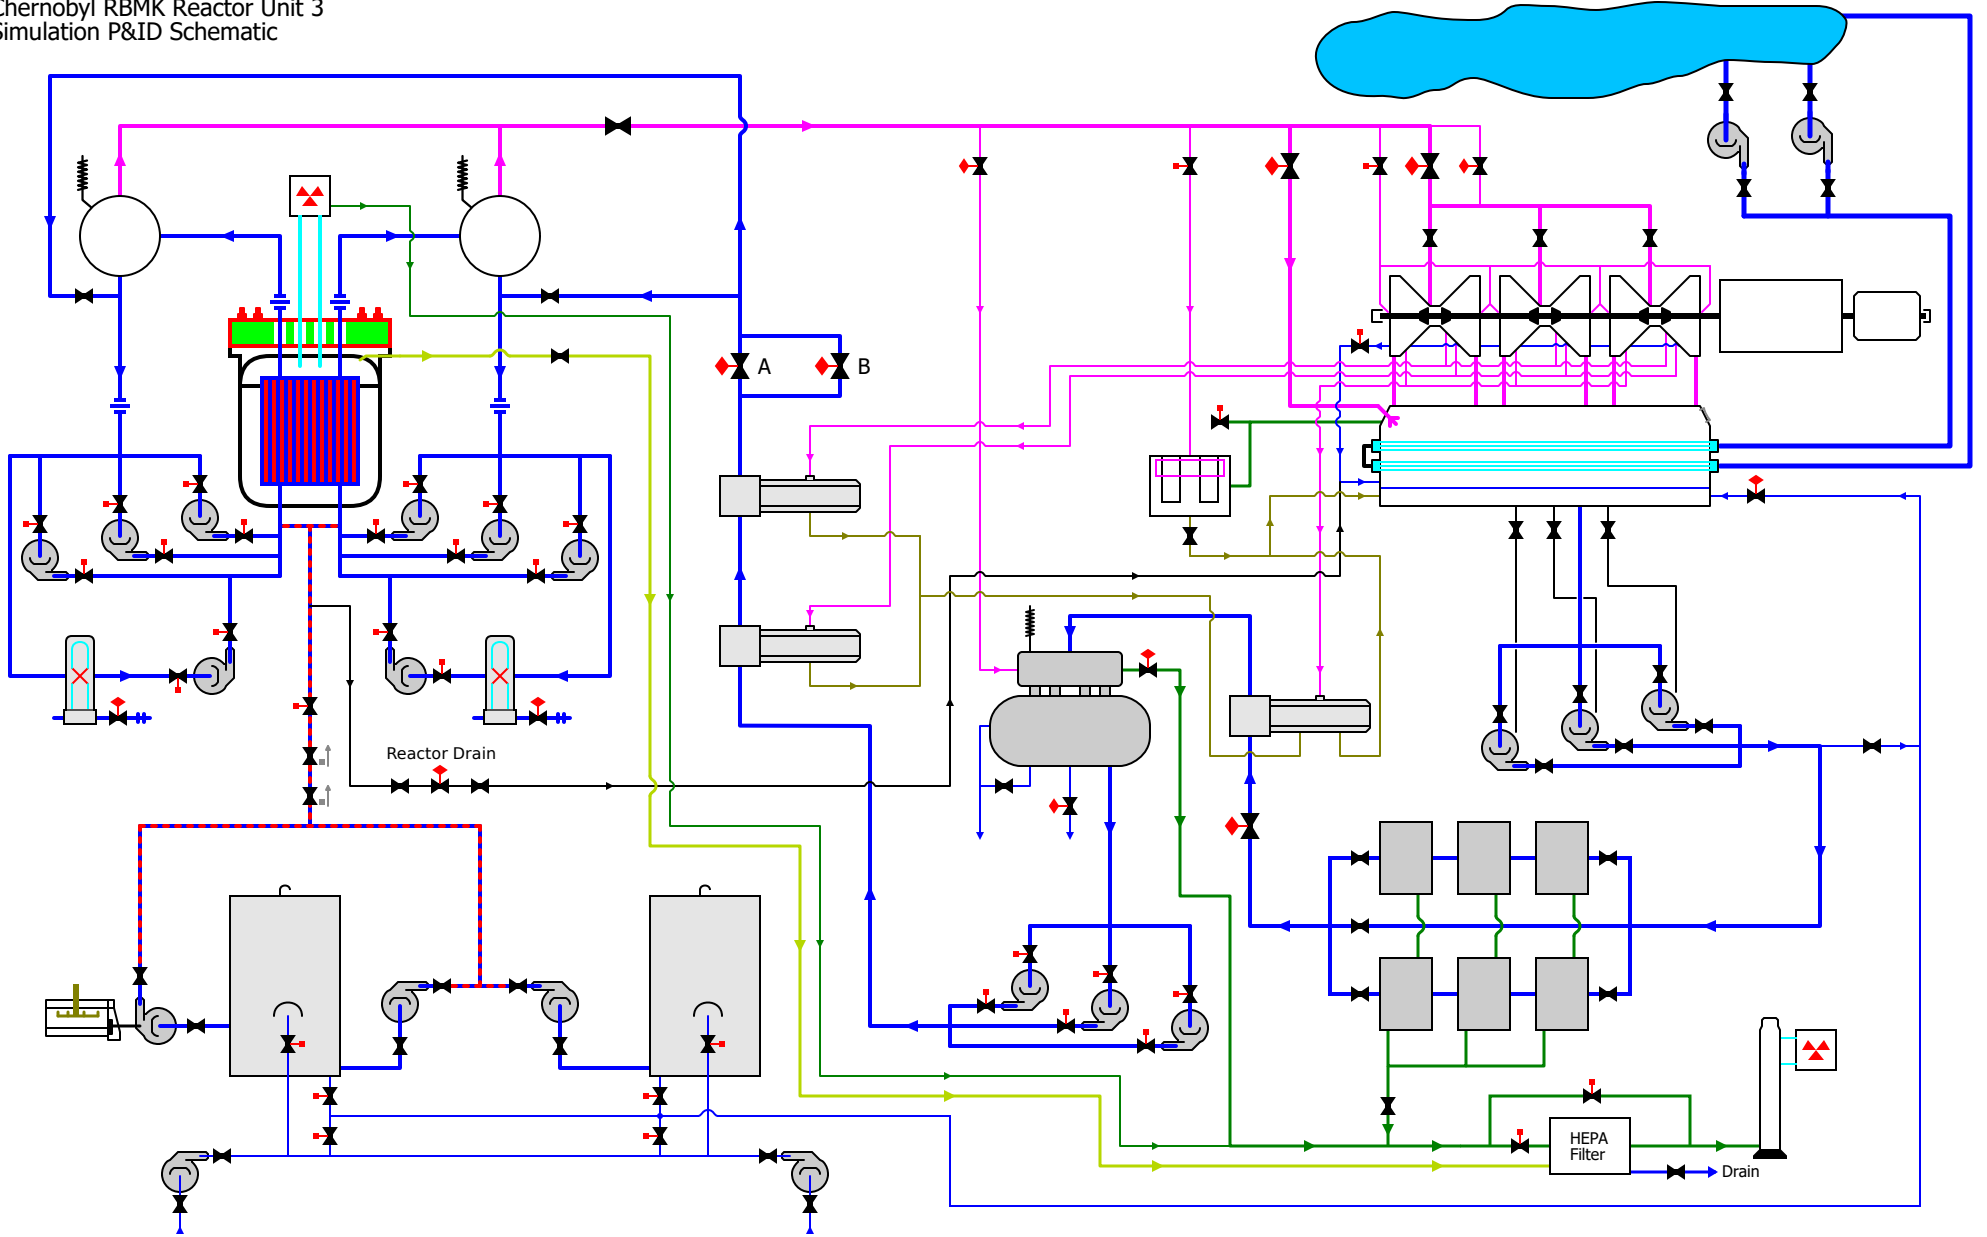 Chernobyl RBMK Reactor Unit 3
Simulation P&ID Schematic
A
B
Reactor Drain
HEPA
Filter
Drain